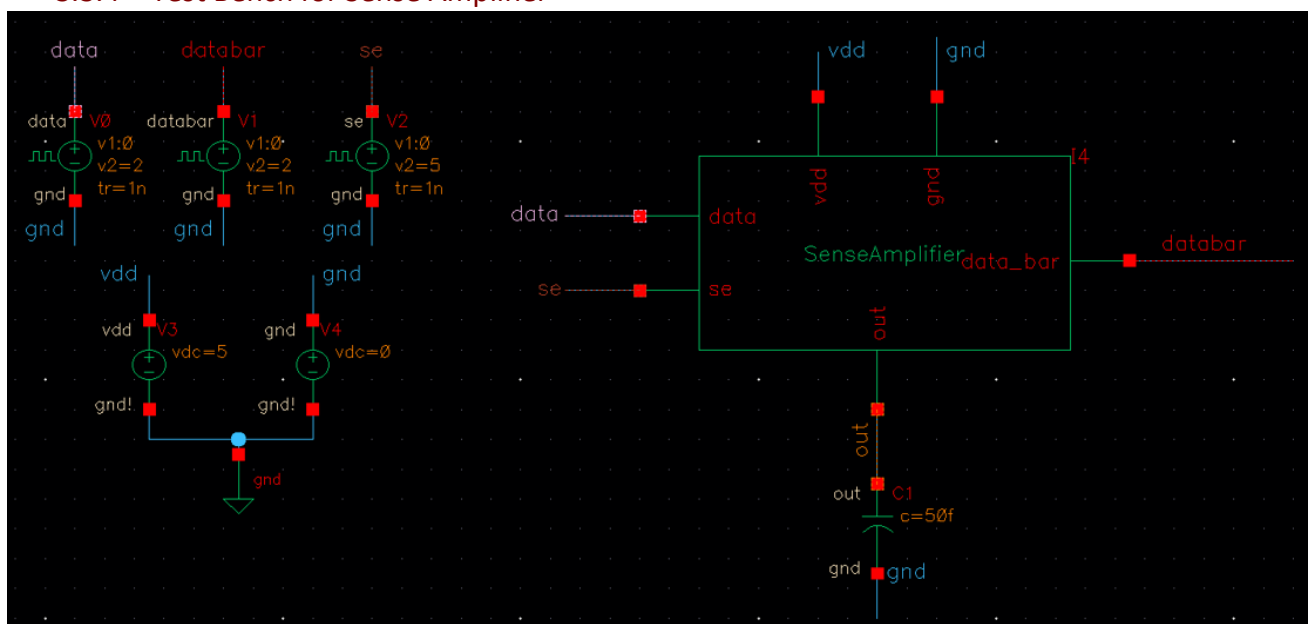 data
databar
se
data
V0
v1:0
v2=2
tr=1n
gnd
gnd
databar
V1
v1:0
v2=2
tr=1n
gnd
gnd
se
V2
v1:0
v2=5
tr=1n
gnd
gnd
vdd
gnd
vdd
V3
vdc=5
gnd!
gnd
V4
vdc=0
gnd!
gnd
vdd
gnd
vdd
gnd
data
data
SenseAmplifier
data_bar
databar
se
se
out
out
out
C1
c=50f
gnd
gnd